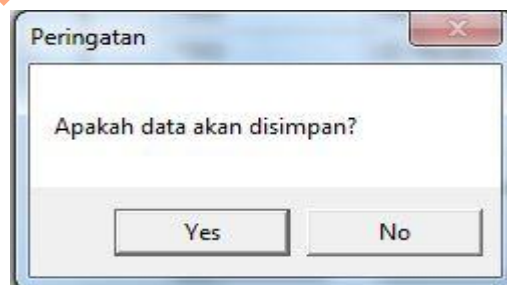 Peringatan
Apakah data akan disimpan?
Yes No